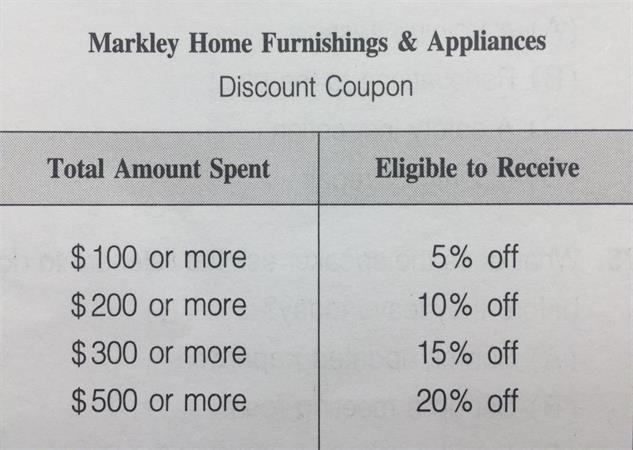 Markley Home Furnishings & Appliances
Discount Coupon
Total Amount Spent Eligible to Receive
$100 or more 5% off
$200 or more 10% off
$300 or more 15% off
$500 or more 20% off